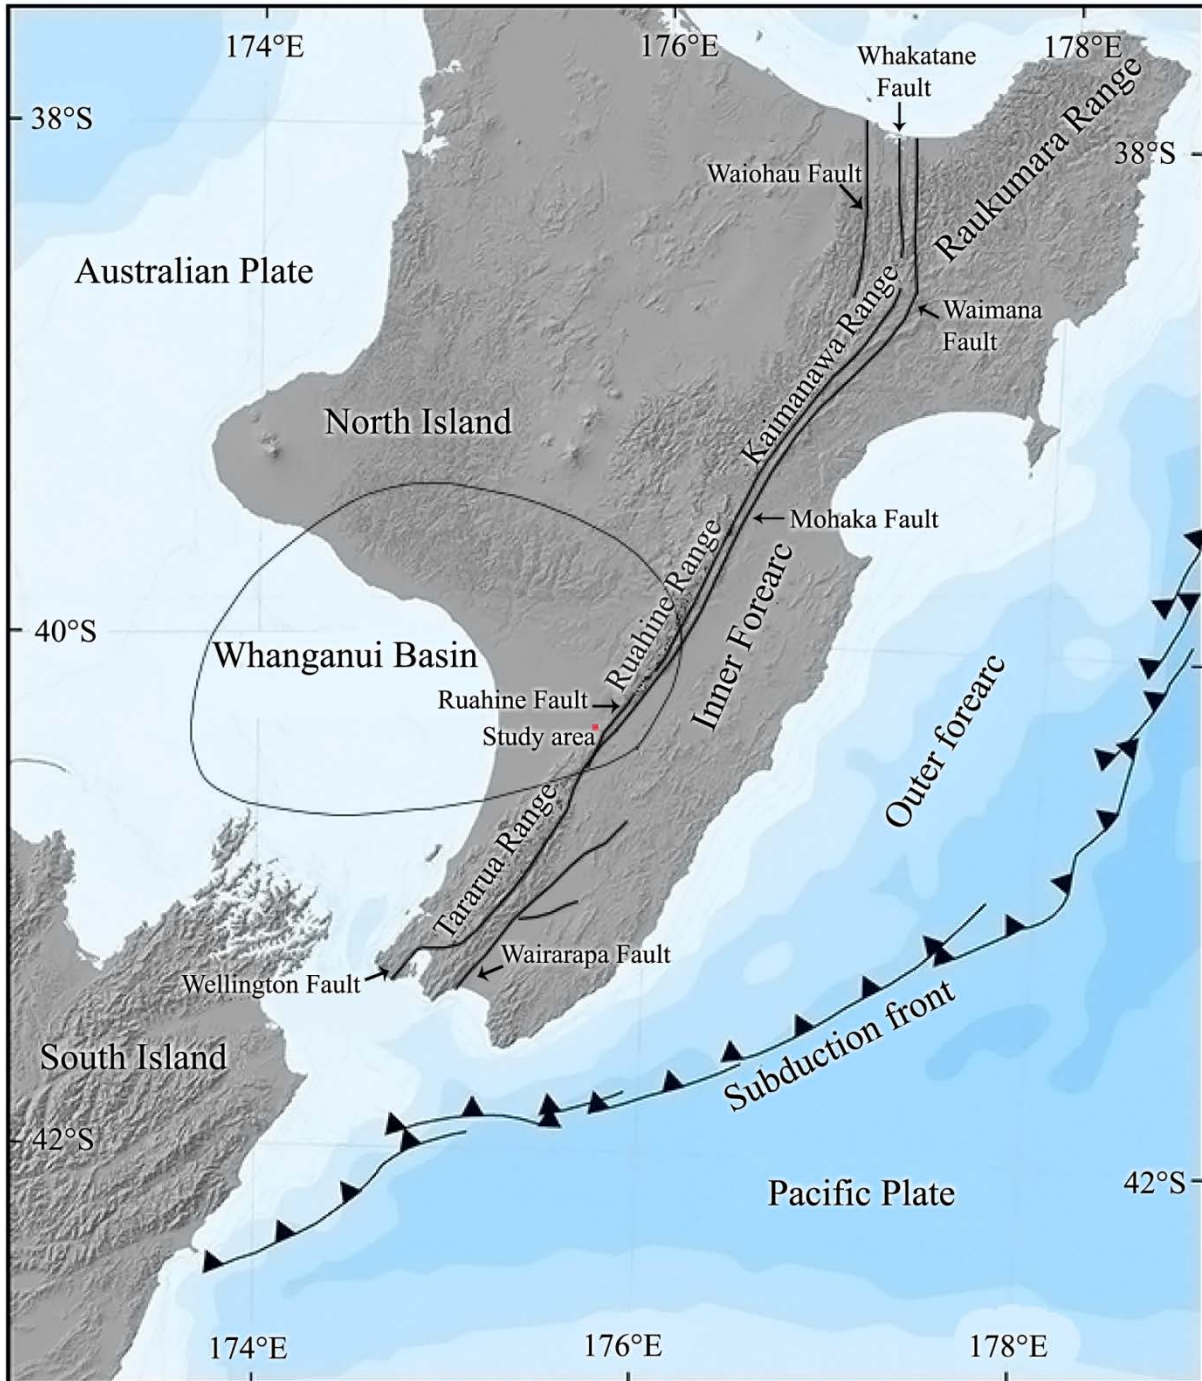 174°E
176°E
178°E
Whakatane
Fault
38°S
38°S
Waiohau Fault
Raukumara Range
Australian Plate
Kaimanawa Range
Waimana
Fault
North Island
Mohaka Fault
Ruahine Range
Inner Forearc
40°S
Whanganui Basin
Ruahine Fault
Study area
Outer forearc
Tararua Range
Wairarapa Fault
Wellington Fault
South Island
Subduction front
42°S
Pacific Plate
42°S
174°E
176°E
178°E